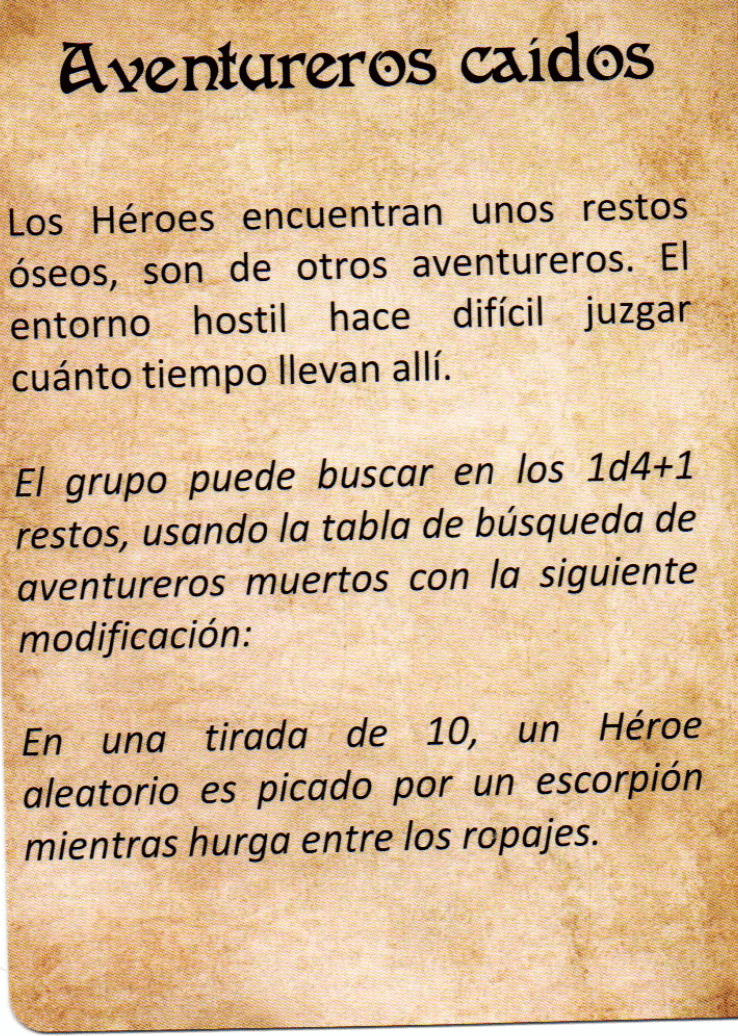 Aventureros caídos
Los Héroes encuentran unos restos
óseos, son de otros aventureros. El
entorno hostil hace difícil juzgar
cuánto tiempo llevan allí.
El grupo puede buscar en los 1d4+1
restos, usando la tabla de búsqueda de
aventureros muertos con la siguiente
modificación:
En una tirada de 10, un Héroe
aleatorio es picado por un escorpión
mientras hurga entre los ropajes.